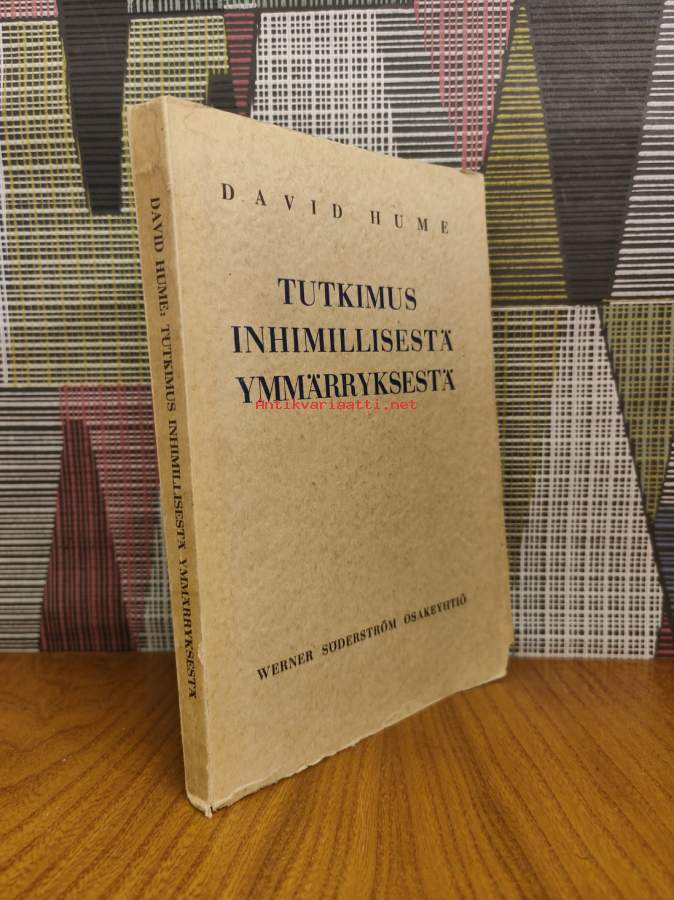 DAVID HUME: TUTKIMUS INHIMILLISESTÄ YMMÄRRYKSESTÄ
DAVID HUME
TUTKIMUS
INHIMILLISESTÄ
YMMÄRRYKSESTÄ
Antikvariaatti.net
WERNER SÖDERSTRÖM OSAKEYHTIÖ